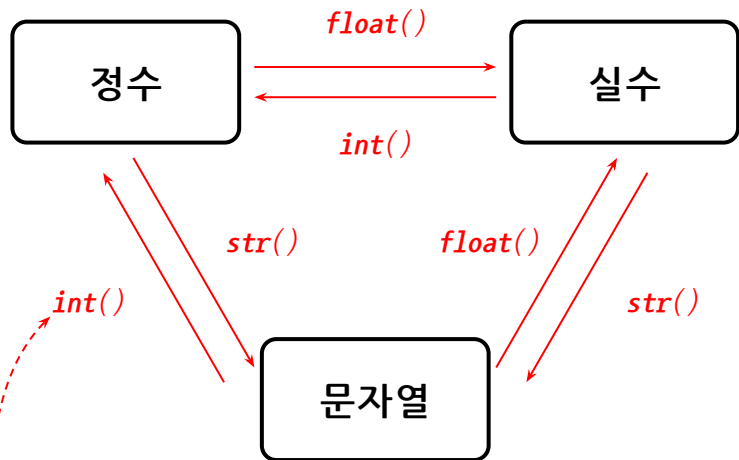 float()
정수
실수
int()
str()
float()
int()
str()
문자열